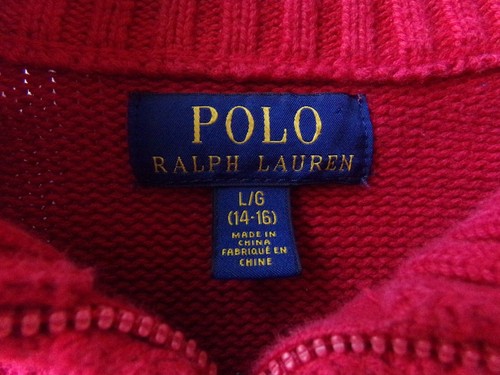 POLO
RALPH LAUREN
L/G
(14-16)
MADE IN
CHINA
FABRIQUÉ EN
CHINE